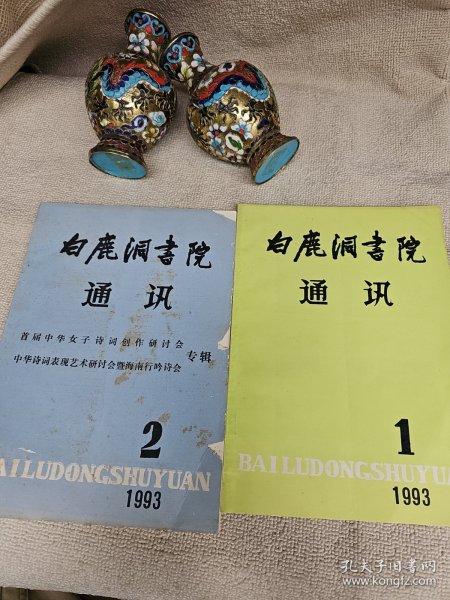 白鹿洞书院
通讯
首届中华女子诗词创作研讨会
中华诗词表现艺术研讨会暨海南行吟诗会
专辑
2
AILUDONGSHUYUAN
1993
白鹿洞书院
通讯
1
BAILUDONGSHUYUA
1993
孔夫子旧书网
www.kongfz.com